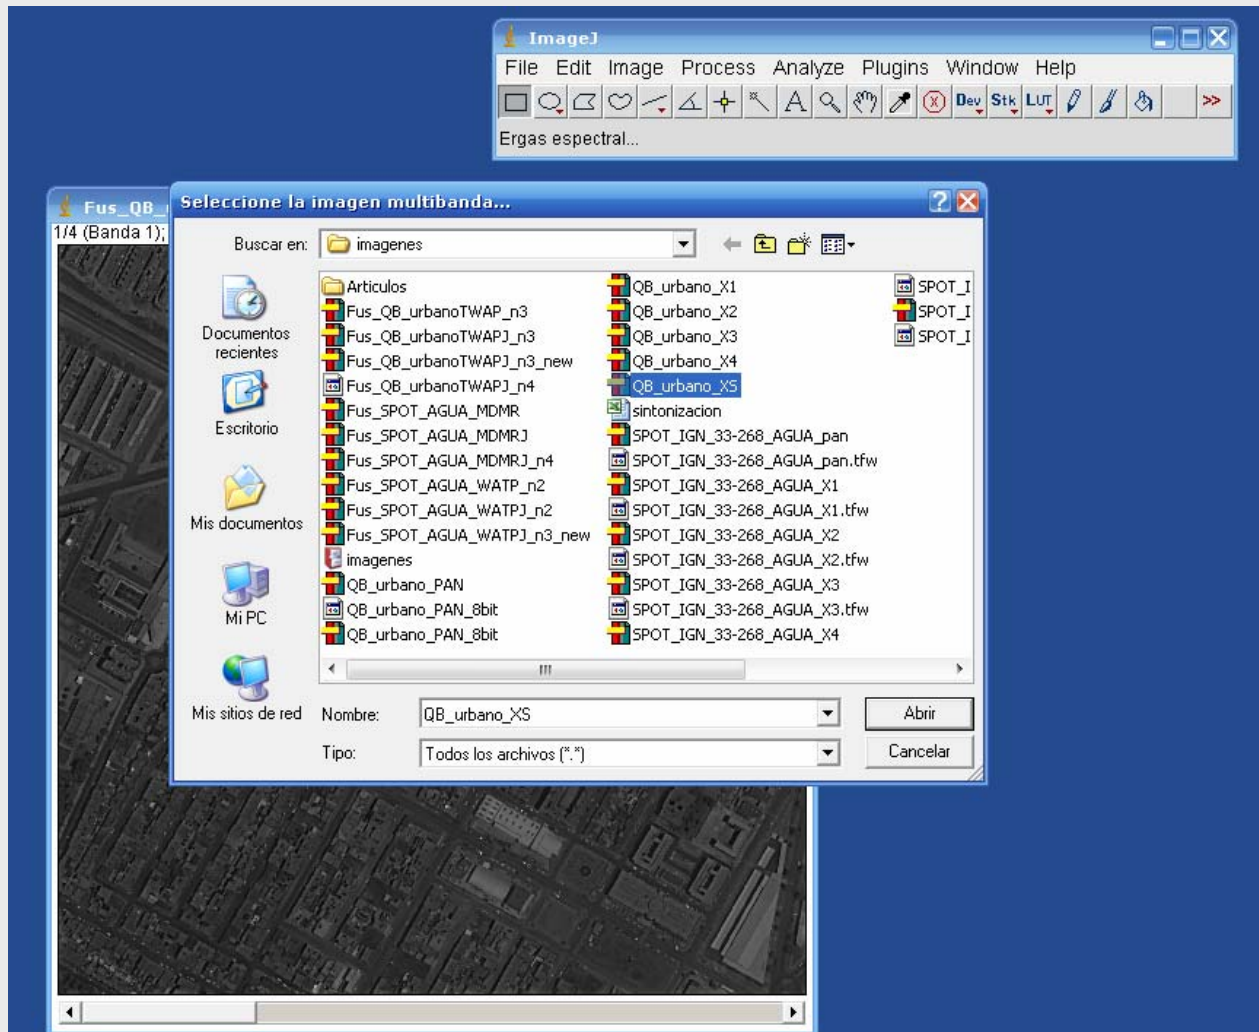 ImageJ
File Edit Image Process Analyze Plugins Window Help
A Dev Stk LUT >>
Ergas espectral...
Fus_QB_
1/4 (Banda 1);
Seleccione la imagen multibanda...
Buscar en: imagenes
Documentos recientes
Escritorio
Mis documentos
Mi PC
Mis sitios de red
Articulos
Fus_QB_urbanoTWAP_n3
Fus_QB_urbanoTWAPJ_n3
Fus_QB_urbanoTWAPJ_n3_new
Fus_QB_urbanoTWAPJ_n4
Fus_SPOT_AGUA_MDMR
Fus_SPOT_AGUA_MDMRJ
Fus_SPOT_AGUA_MDMRJ_n4
Fus_SPOT_AGUA_WATP_n2
Fus_SPOT_AGUA_WATPJ_n2
Fus_SPOT_AGUA_WATPJ_n3_new
imagenes
QB_urbano_PAN
QB_urbano_PAN_8bit
QB_urbano_PAN_8bit
QB_urbano_X1
QB_urbano_X2
QB_urbano_X3
QB_urbano_X4
QB_urbano_XS
sintonizacion
SPOT_IGN_33-268_AGUA_pan
SPOT_IGN_33-268_AGUA_pan.tfw
SPOT_IGN_33-268_AGUA_X1
SPOT_IGN_33-268_AGUA_X1.tfw
SPOT_IGN_33-268_AGUA_X2
SPOT_IGN_33-268_AGUA_X2.tfw
SPOT_IGN_33-268_AGUA_X3
SPOT_IGN_33-268_AGUA_X3.tfw
SPOT_IGN_33-268_AGUA_X4
SPOT_I
SPOT_I
SPOT_I
Nombre: QB_urbano_XS
Abrir
Tipo: Todos los archivos (*.*)
Cancelar